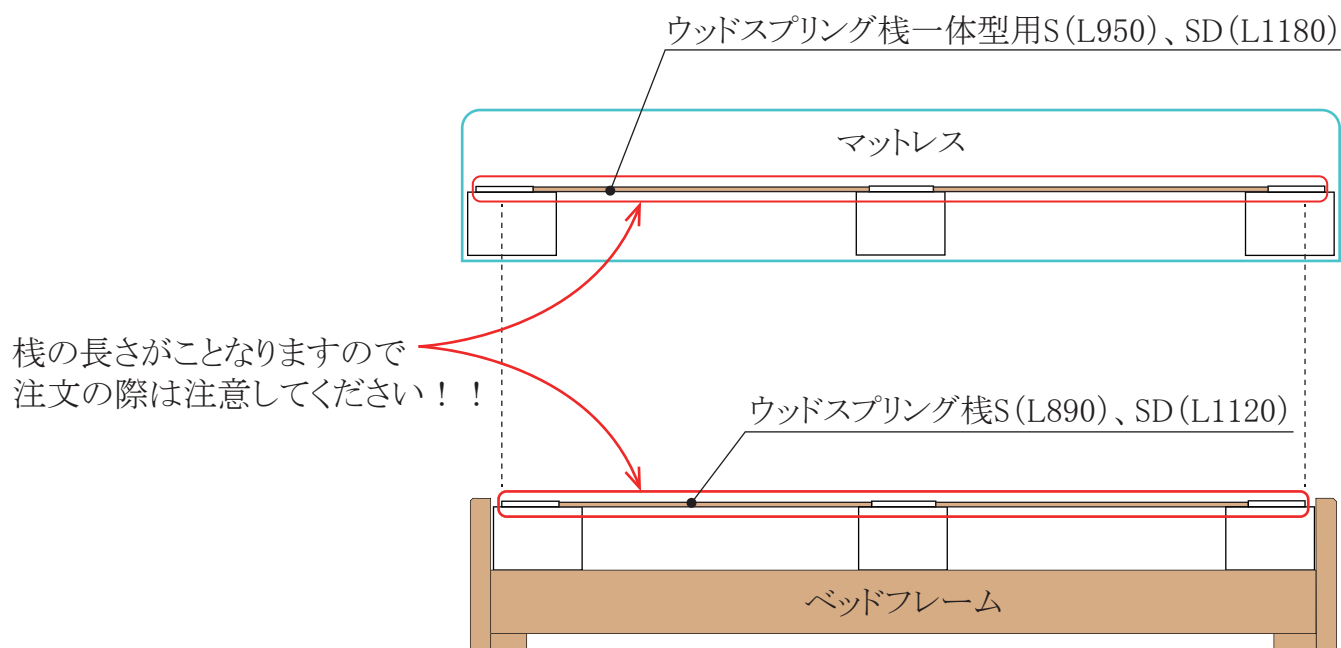 ウッドスプリング桟一体型用S(L950)、SD(L1180)
マットレス
桟の長さがことなりますので
注文の際は注意してください！！
ウッドスプリング桟S(L890)、SD(L1120)
ベッドフレーム